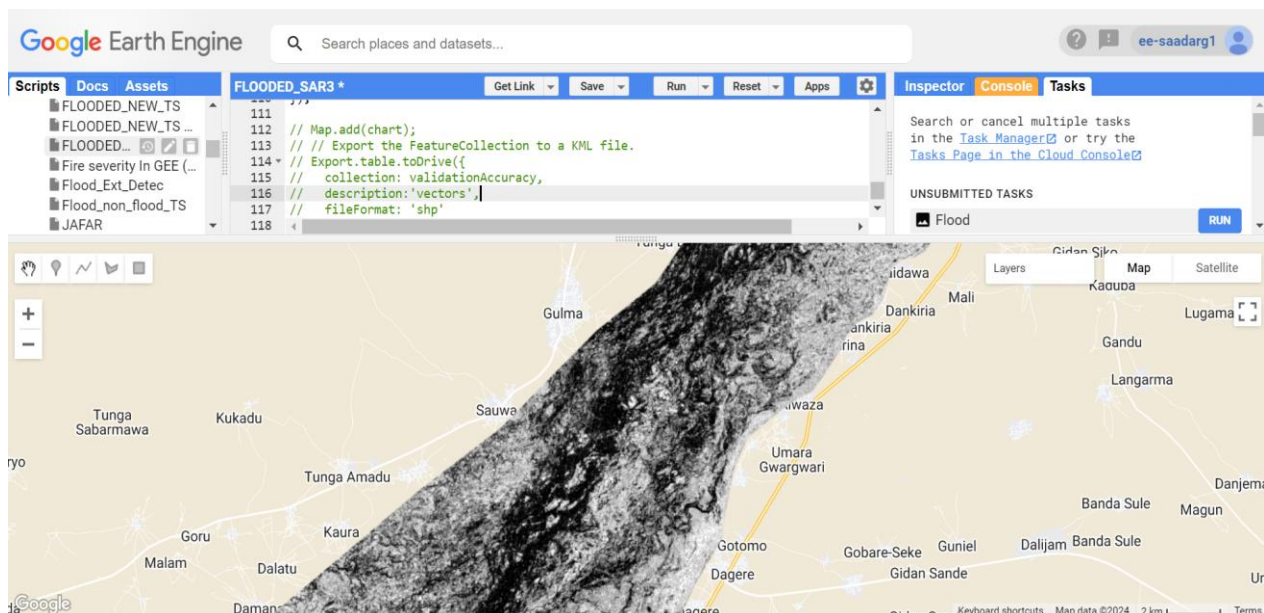 Google Earth Engine
Search places and datasets...
ee-saadarg1
Scripts Docs Assets
FLOODED_NEW_TS
FLOODED_NEW_TS ...
FLOODED...
Fire severity In GEE (...
Flood_Ext_Detec
Flood_non_flood_TS
JAFAR
FLOODED_SAR3 *
Get Link Save Run Reset Apps
111
112 // Map.add(chart);
113 // // Export the FeatureCollection to a KML file.
114 // Export.table.toDrive({
115 //   collection: validationAccuracy,
116 //   description:'vectors',
117 //   fileFormat: 'shp'
118
Inspector Console Tasks
Search or cancel multiple tasks
in the Task Manager or try the
Tasks Page in the Cloud Console
UNSUBMITTED TASKS
Flood RUN
Layers Map Satellite
Gidan Siko
Kaduba
Mali
Lugama
Dankiria
Gulma
Gandu
Langarma
Sauwa
Tunga
Sabarmawa
Kukadu
Umara
Gwargwari
Tunga Amadu
Danjema
Banda Sule
Magun
Kaura
Goru
Gotomo
Gobare-Seke
Guniel
Dalijam
Banda Sule
Malam
Dalatu
Dagere
Gidan Sande
Google
Keyboard shortcuts Map data ©2024 2 km Terms